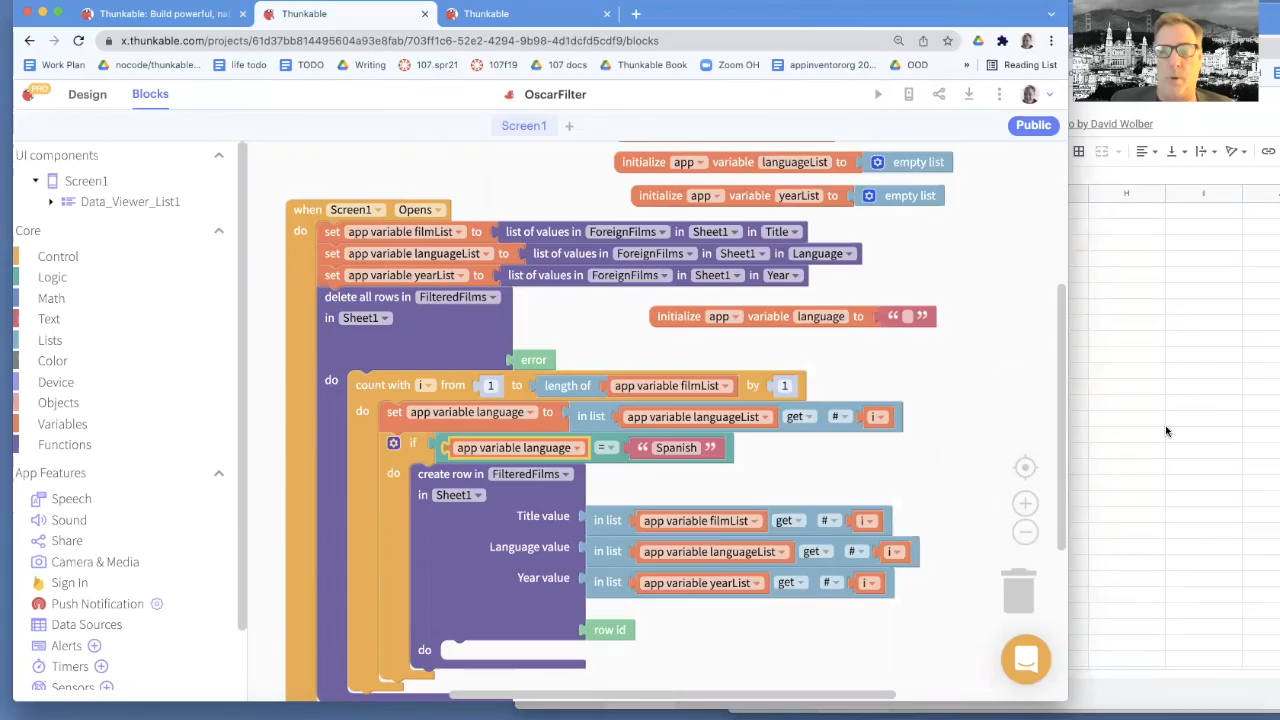 Thunkable: Build powerful, nat
Thunkable
Thunkable
x.thunkable.com/projects/61d37bb814495604a93e8fab/703ff1c6-52e2-4294-9b90-4d1dcfd5cdf9/blocks
Work Plan
nocode/thunkable...
life todo
TODO
Writing
107.spr21
107f19
107 docs
Thunkable Book
Zoom OH
appinventororg 20...
OOD
»
Reading List
PRO
Design
Blocks
OscarFilter
Screen1
Public
o by David Wolber
UI components
Screen1
Data_Viewer_List1
Core
Control
Logic
Math
Text
Lists
Color
Device
Objects
Variables
Functions
App Features
Speech
Sound
Share
Camera & Media
Sign In
Push Notification
Data Sources
Alerts
Timers
Sensors
initialize app variable languageList to empty list
initialize app variable yearList to empty list
when Screen1 Opens
do set app variable filmList to list of values in ForeignFilms in Sheet1 in Title
set app variable languageList to list of values in ForeignFilms in Sheet1 in Language
set app variable yearList to list of values in ForeignFilms in Sheet1 in Year
delete all rows in FilteredFilms
in Sheet1
initialize app variable language to “ ”
error
do count with i from 1 to length of app variable filmList by 1
do set app variable language to in list app variable languageList get # i
if app variable language = “ Spanish ”
do create row in FilteredFilms
in Sheet1
Title value in list app variable filmList get # i
Language value in list app variable languageList get # i
Year value in list app variable yearList get # i
row id
do
H
I